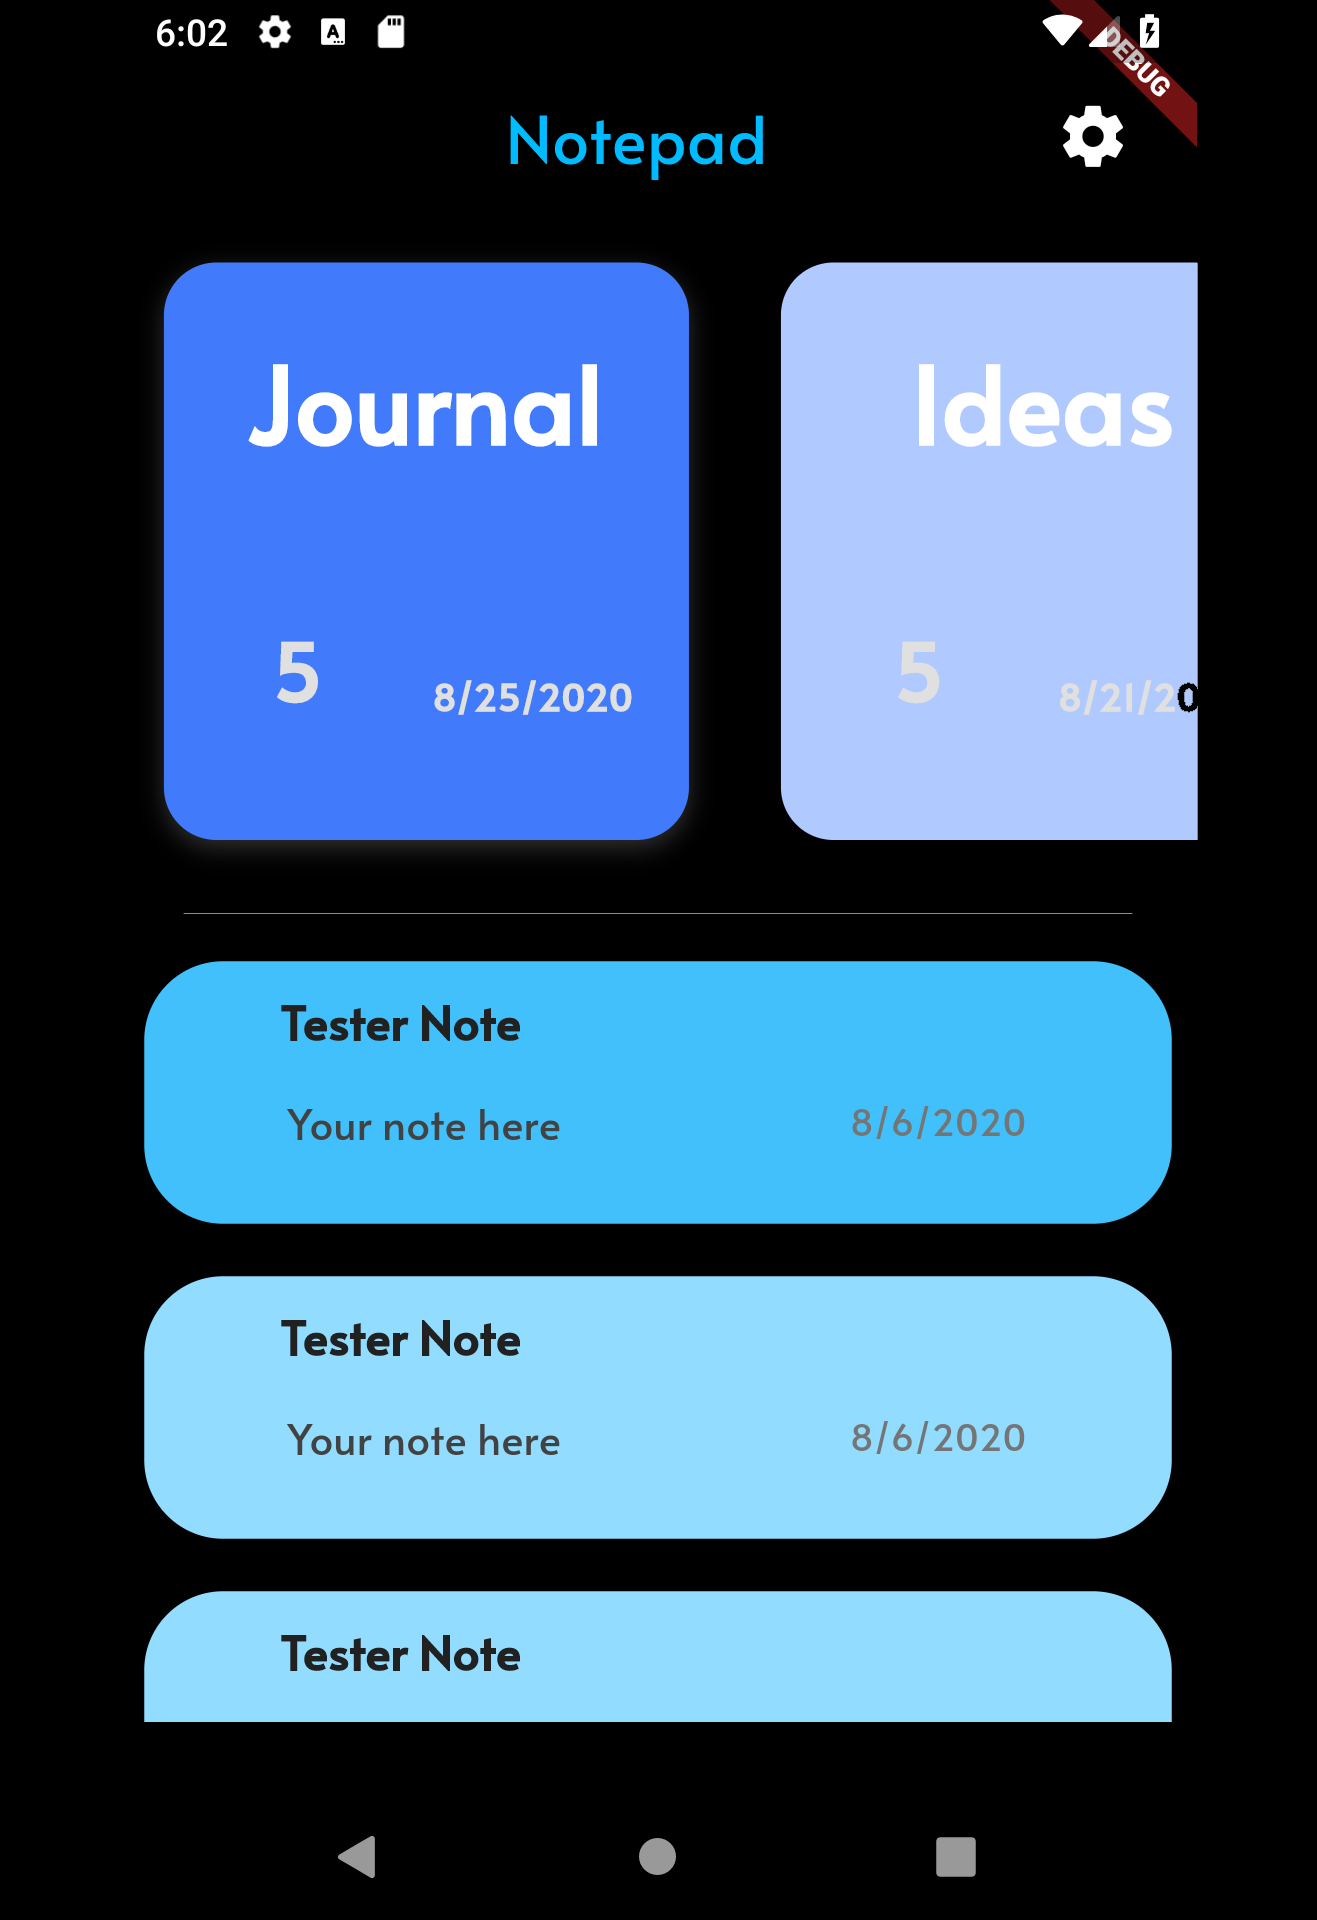 6:02
DEBUG
Notepad
Journal
Ideas
5
8/25/2020
5
8/21/20
Tester Note
Your note here
8/6/2020
Tester Note
Your note here
8/6/2020
Tester Note